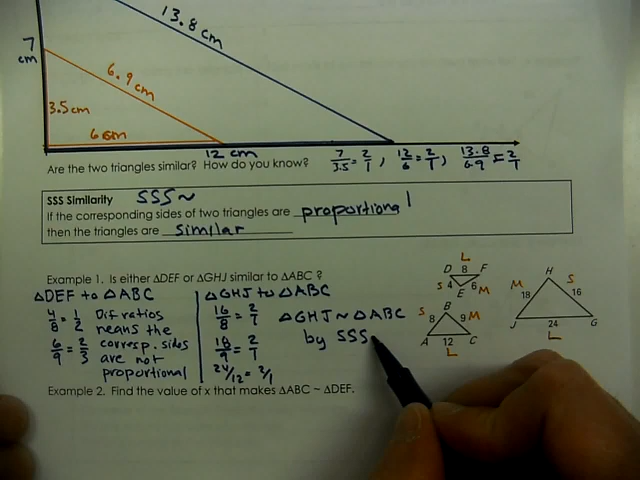 13.8 cm
7 cm
6.9 cm
3.5cm
6 cm
12 cm
Are the two triangles similar? How do you know? 7/3.5 = 2/1, 12/6 = 2/1, 13.8/6.9 = 2/1
SSS Similarity SSS ~
If the corresponding sides of two triangles are proportional
then the triangles are similar
Example 1. Is either ΔDEF or ΔGHJ similar to ΔABC ?
ΔDEF to ΔABC
4/8 = 1/2 Dif ratios
means the
6/9 = 2/3 corresp. sides
are not
proportional
ΔGHJ to ΔABC
16/8 = 2/1
18/9 = 2/1
24/12 = 2/1
ΔGHJ ~ ΔABC
by SSS
L
D 8 F
S 4 6 M
E
B
S 8 9 M
A 12 C
L
H
M S
18 16
J G
24
L
Example 2. Find the value of x that makes ΔABC ~ ΔDEF.